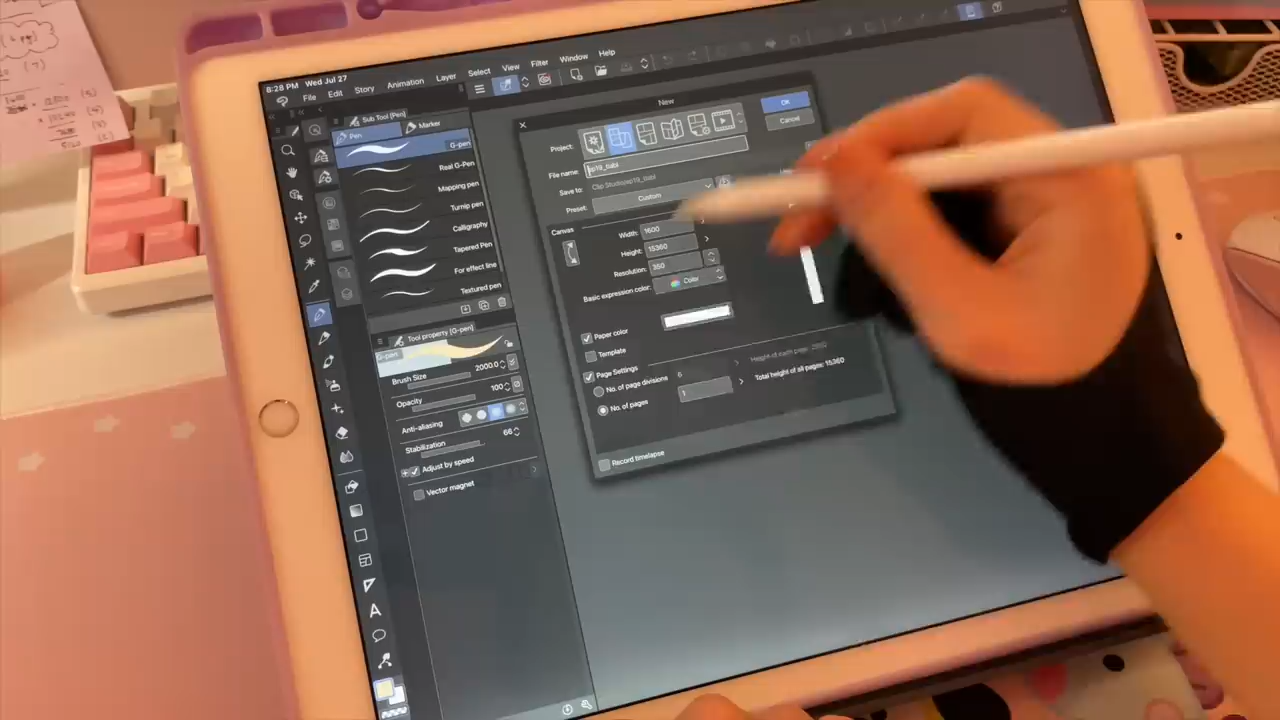 8:28 PM Wed Jul 27
File Edit Story Animation Layer Select View Filter Window Help
Sub Tool [Pen]
Pen Marker
G-pen
Real G-Pen
Mapping pen
Turnip pen
Calligraphy
Tapered Pen
For effect line
Textured pen
Tool property [G-pen]
G-pen
Brush Size 2000.0
Opacity 100
Anti-aliasing
Stabilization 66
Adjust by speed
Vector magnet
New
OK
Cancel
Project:
File name:
Save to:
Preset: Custom
Canvas
Width: 1600
Height: 15360
Resolution: 350
Basic expression color: Color
Paper color
Template
Page Settings
No. of page divisions 6
Height of each page:
No. of pages 1
Total height of all pages: 15360
Record timelapse